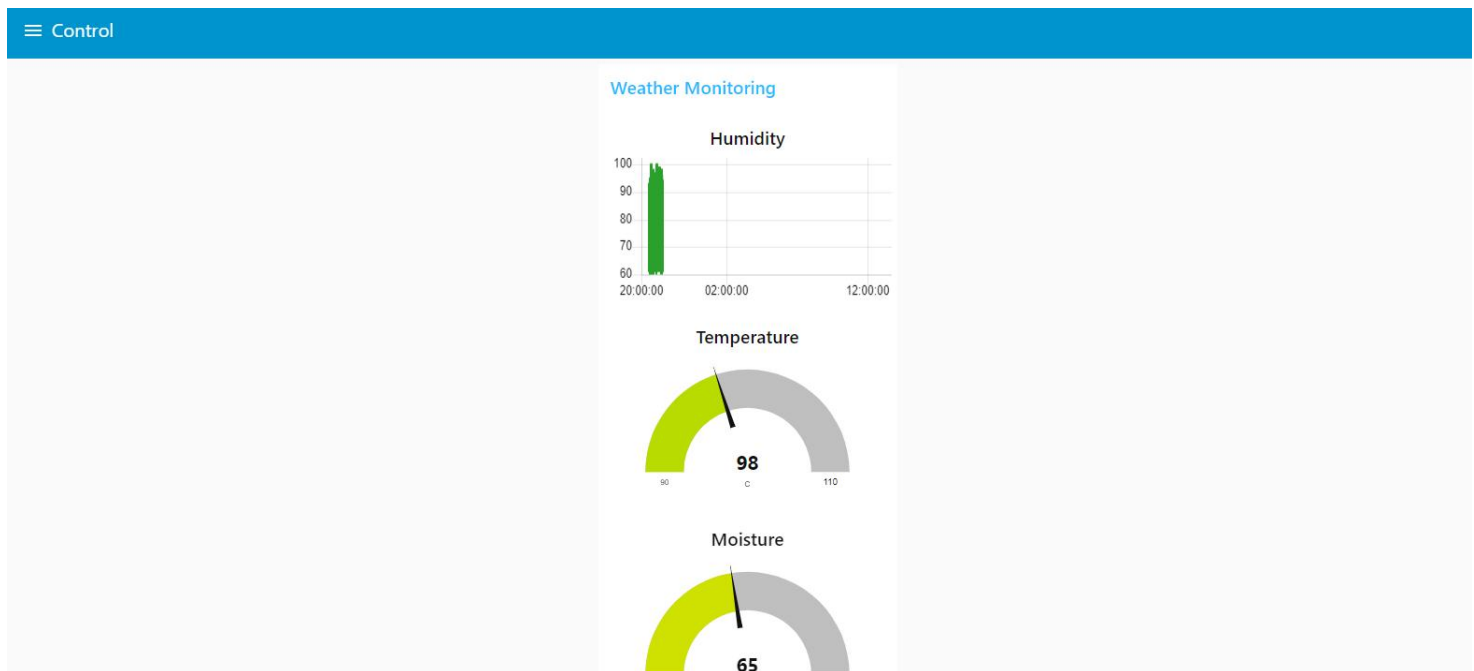 Control
Weather Monitoring
Humidity
100
90
80
70
60
20:00:00 02:00:00 12:00:00
Temperature
98
90 C 110
Moisture
65